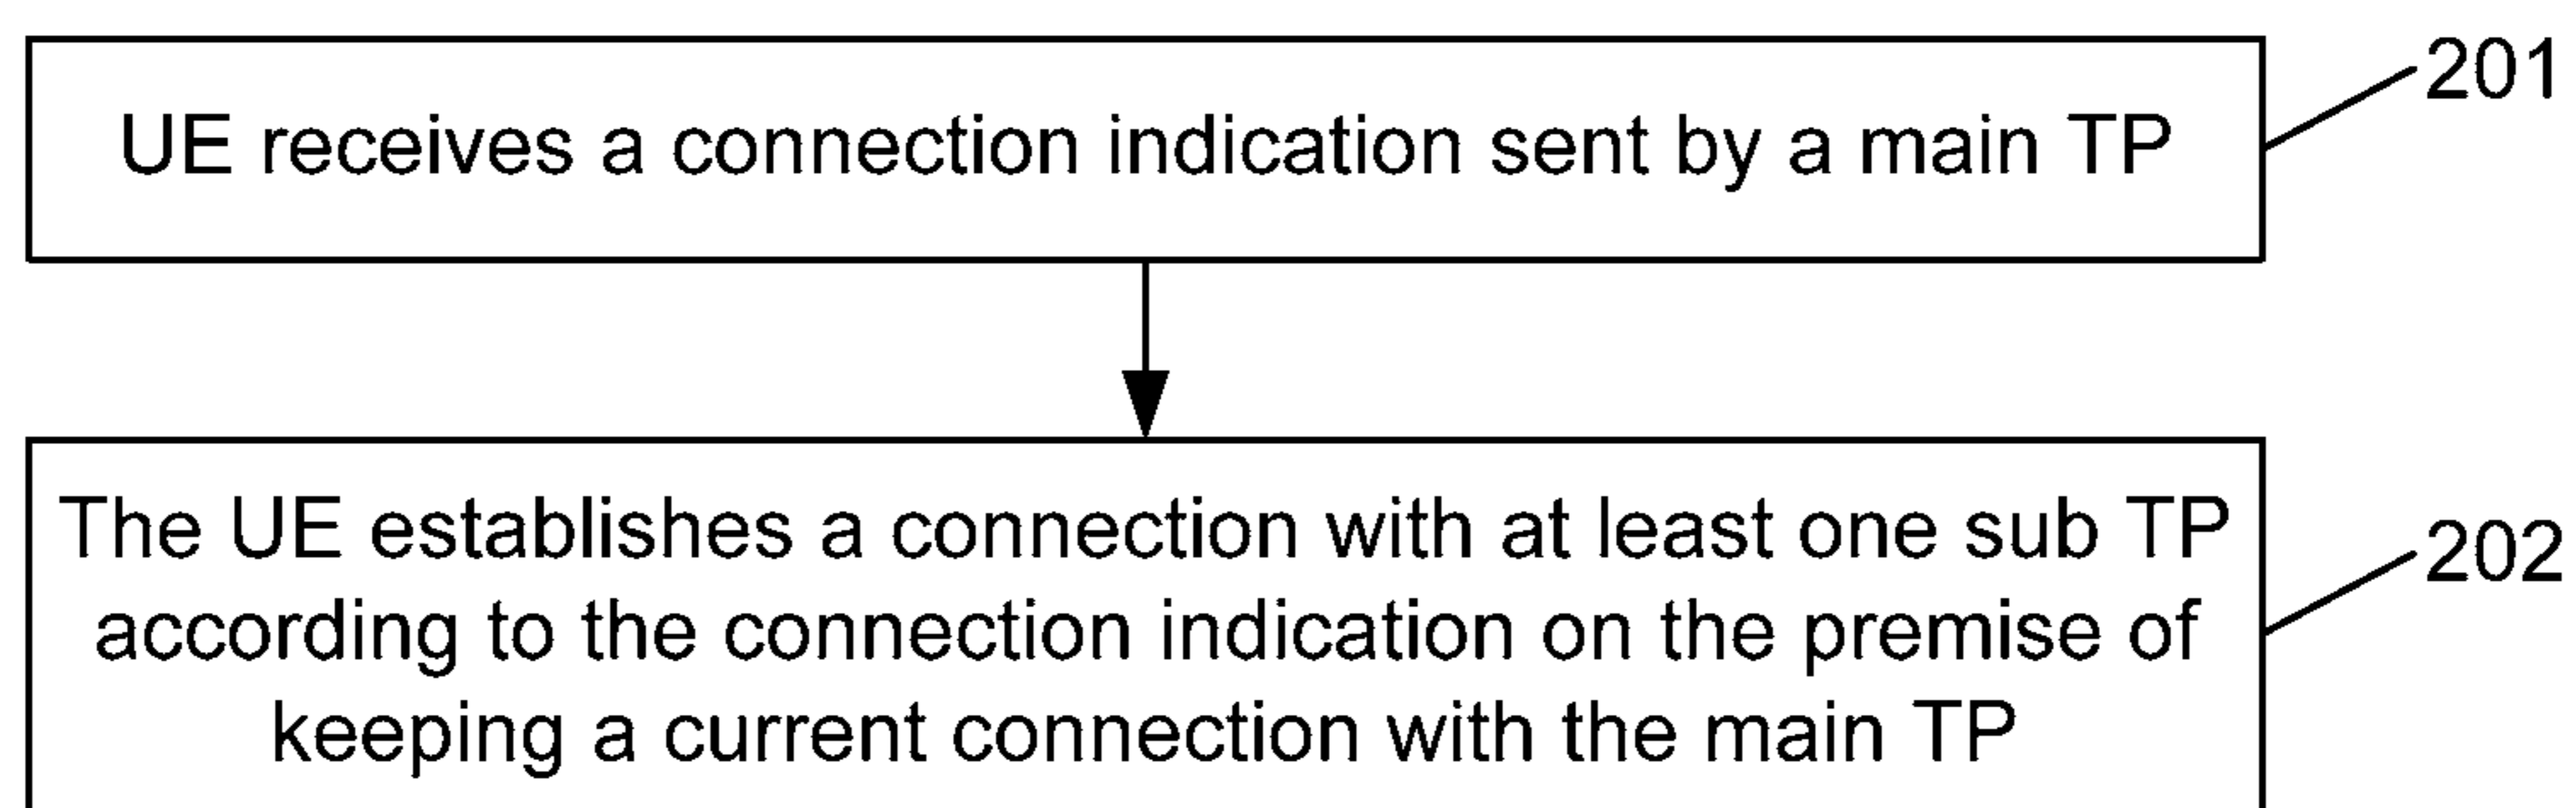 UE receives a connection indication sent by a main TP
201
The UE establishes a connection with at least one sub TP
according to the connection indication on the premise of
keeping a current connection with the main TP
202